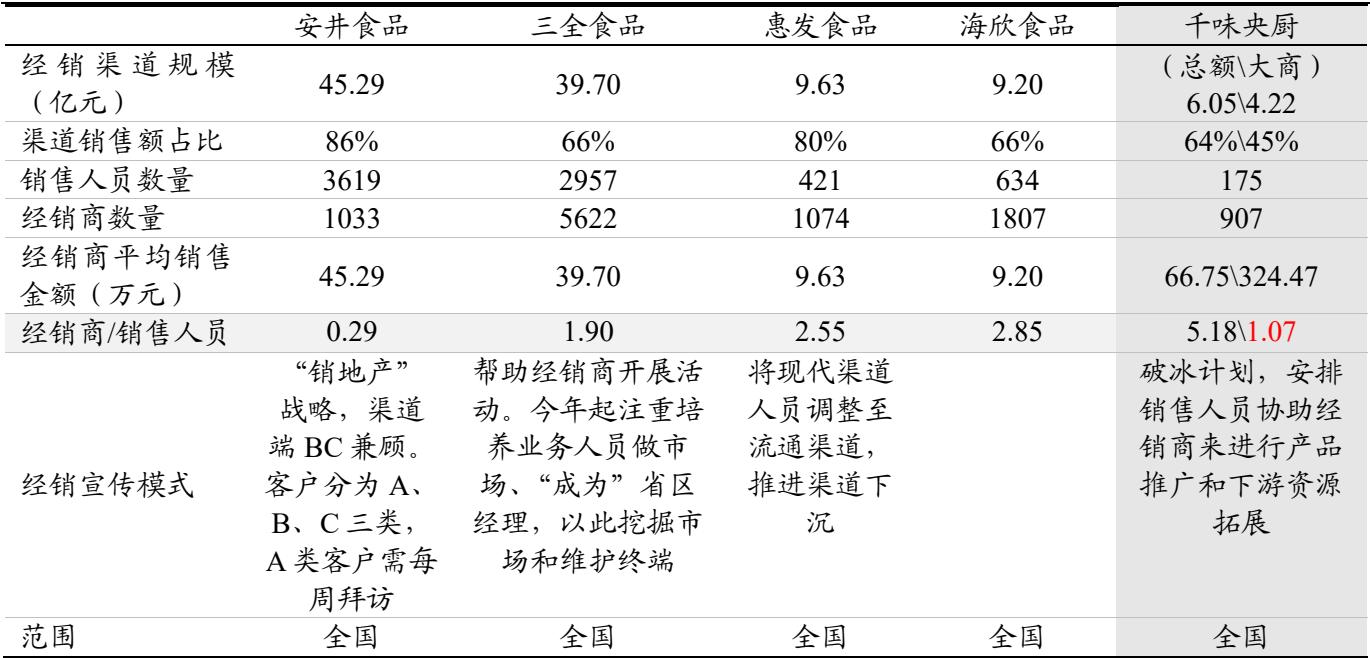 安井食品 三全食品 惠发食品 海欣食品 千味央厨
经销渠道规模（亿元） 45.29 39.70 9.63 9.20 （总额\大商）6.05\4.22
渠道销售额占比 86% 66% 80% 66% 64%\45%
销售人员数量 3619 2957 421 634 175
经销商数量 1033 5622 1074 1807 907
经销商平均销售金额（万元） 45.29 39.70 9.63 9.20 66.75\324.47
经销商/销售人员 0.29 1.90 2.55 2.85 5.18\1.07
经销宣传模式
“销地产”
战略，渠道
端 BC 兼顾。
客户分为 A、
B、C 三类，
A 类客户需每
周拜访
帮助经销商开展活
动。今年起注重培
养业务人员做市
场、“成为”省区
经理，以此挖掘市
场和维护终端
将现代渠道
人员调整至
流通渠道，
推进渠道下
沉
破冰计划，安排
销售人员协助经
销商来进行产品
推广和下游资源
拓展
范围 全国 全国 全国 全国 全国